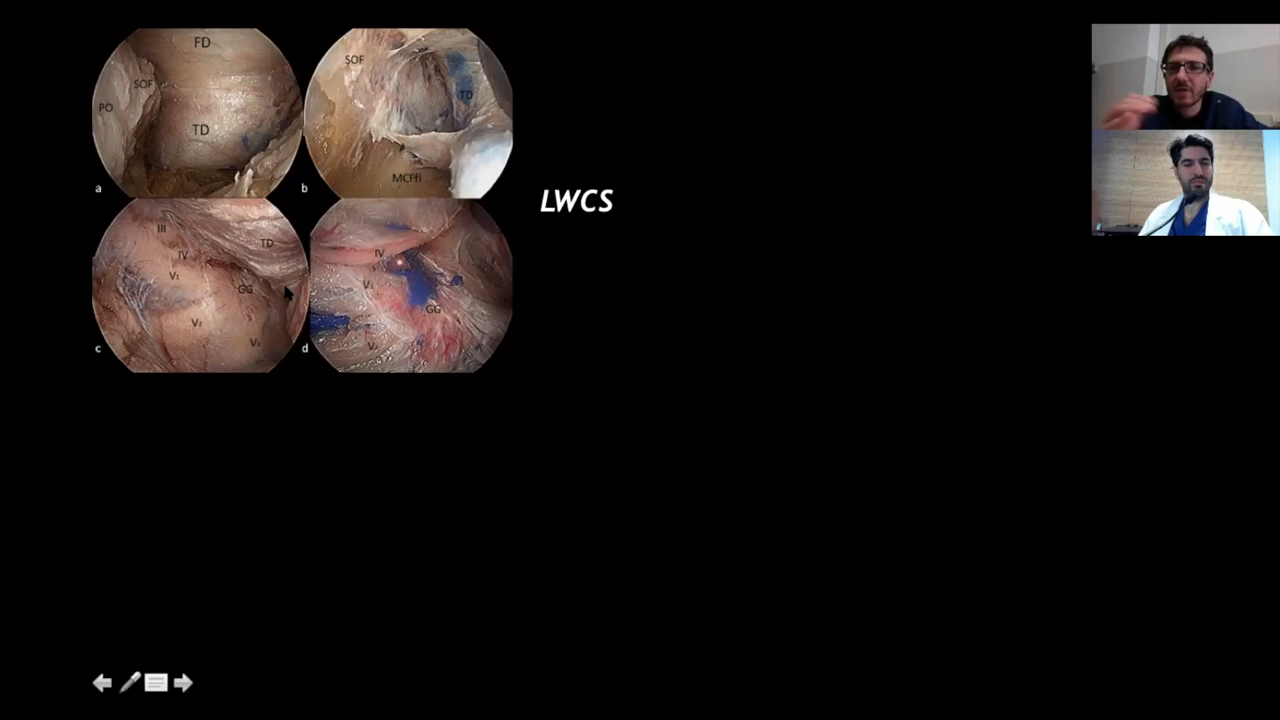 FD
SOF
PO
TD
a
SOF
TD
MCFfl
b
LWCS
III
TD
IV
V₁
GG
V₂
V₃
c
IV
V₁
GG
V₂
d